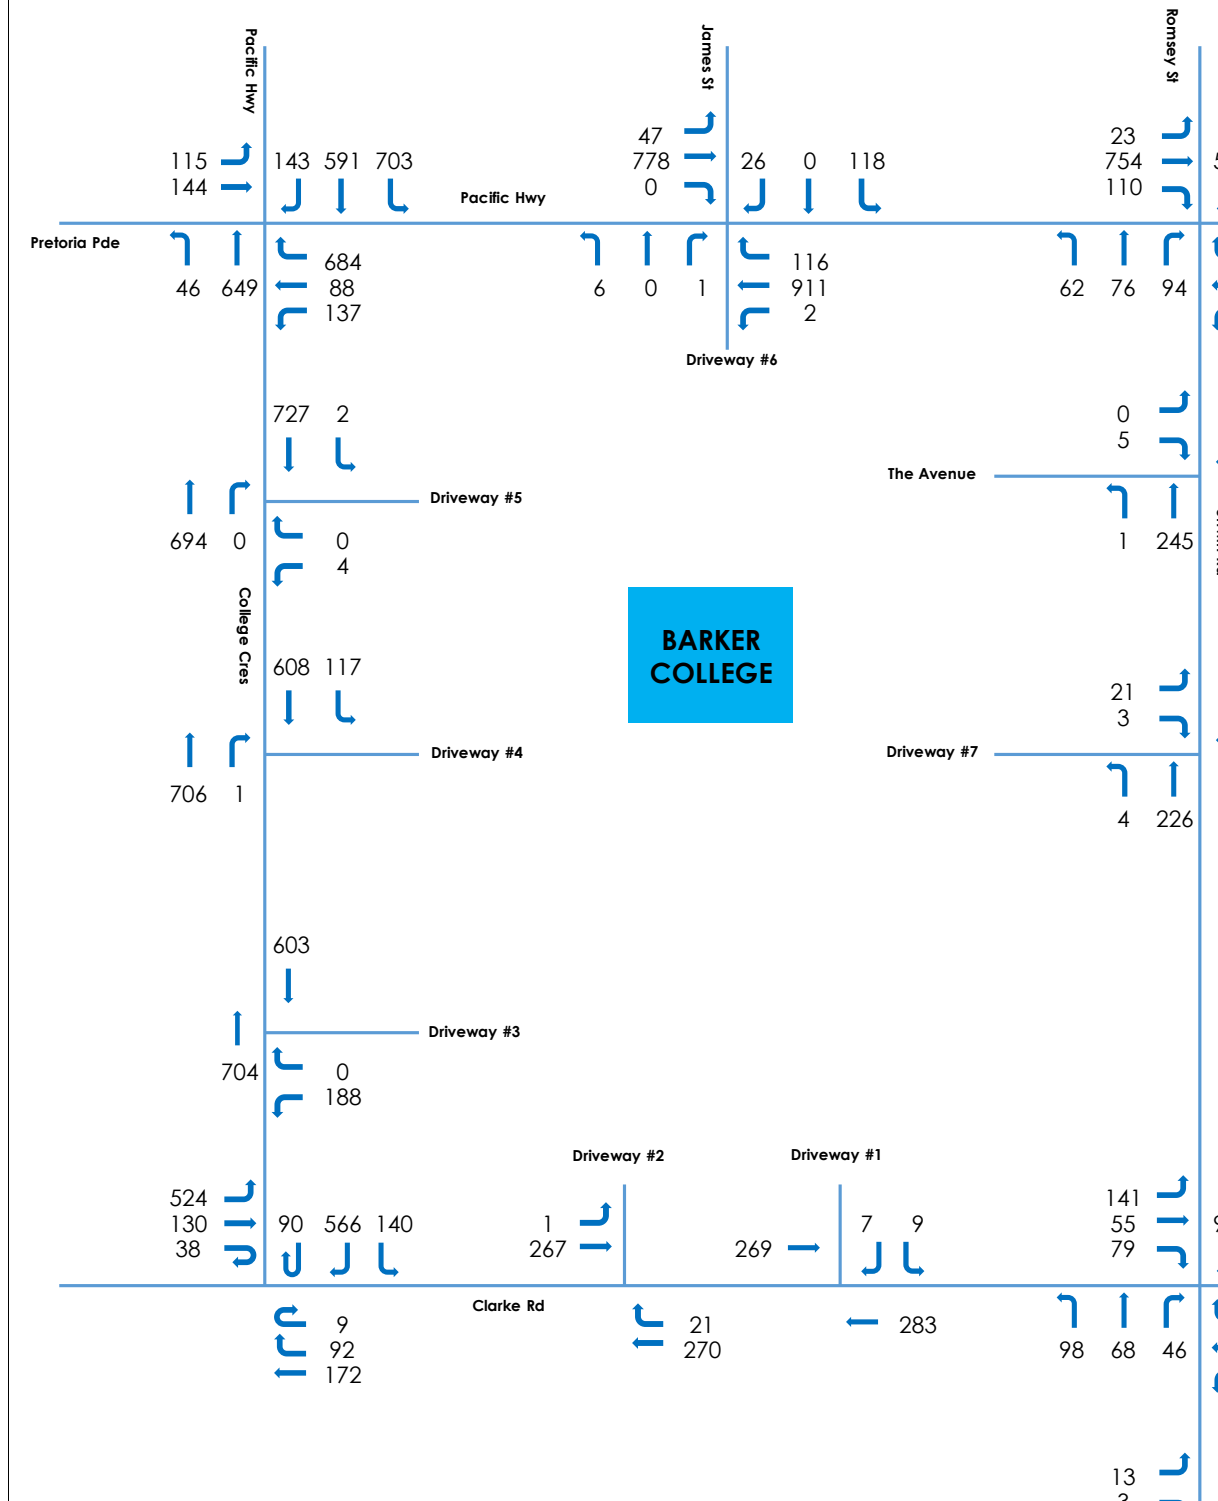 Pacific Hwy
James St
Romsey St
47
23
115
143 591 703
778
26 0 118
754
144
0
110
Pacific Hwy
Pretoria Pde
684
116
46 649
88
6 0 1
911
62 76 94
137
2
Driveway #6
727 2
0
5
The Avenue
Driveway #5
694 0
0
1 245
4
College Cres
BARKER
COLLEGE
608 117
21
3
Driveway #4
Driveway #7
706 1
4 226
603
Driveway #3
704
0
188
Driveway #2
Driveway #1
524
141
130
90 566 140
1
7 9
55
38
267
269
79
Clarke Rd
9
21
283
92
270
98 68 46
172
13